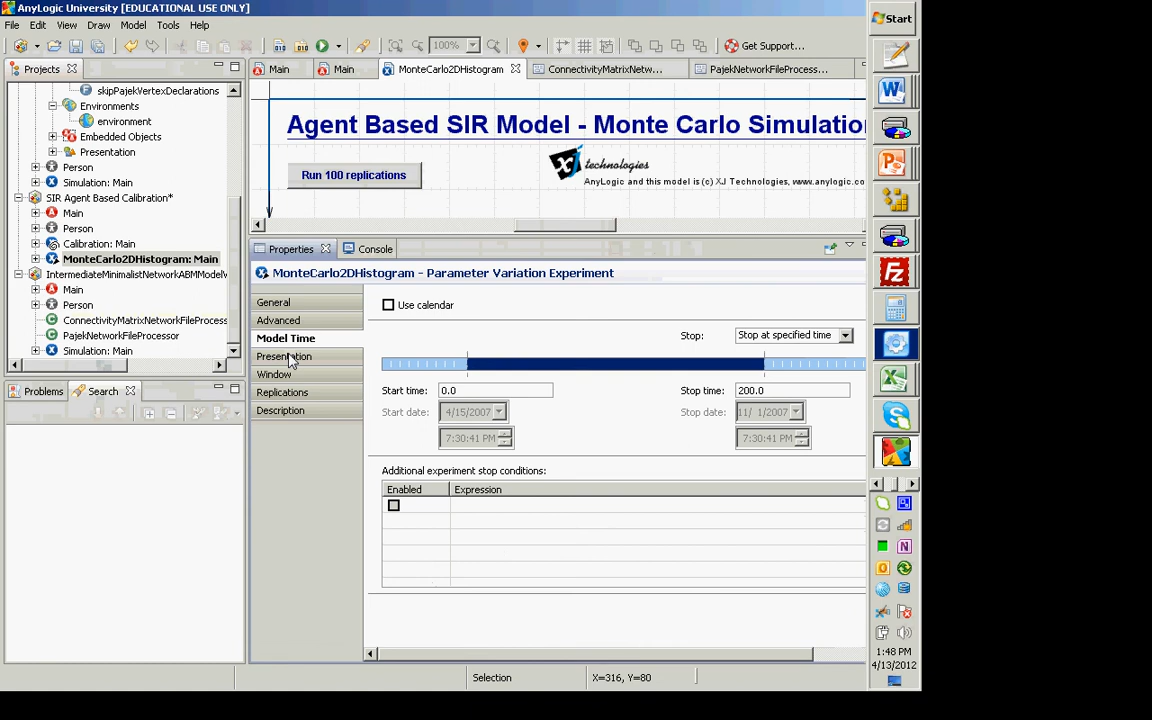 AnyLogic University [EDUCATIONAL USE ONLY]
File Edit View Draw Model Tools Help
100%
Get Support...
Start
Projects
Main
Main
MonteCarlo2DHistogram
ConnectivityMatrixNetw...
PajekNetworkFileProcess...
skipPajekVertexDeclarations
Environments
environment
Embedded Objects
Presentation
Person
Simulation: Main
SIR Agent Based Calibration*
Main
Person
Calibration: Main
MonteCarlo2DHistogram: Main
IntermediateMinimalistNetworkABMModelv
Main
Person
ConnectivityMatrixNetworkFileProcess
PajekNetworkFileProcessor
Simulation: Main
Agent Based SIR Model - Monte Carlo Simulation
Run 100 replications
xj technologies
AnyLogic and this model is (c) XJ Technologies, www.anylogic.co
Properties
Console
MonteCarlo2DHistogram - Parameter Variation Experiment
General
Advanced
Model Time
Presentation
Window
Replications
Description
Use calendar
Stop: Stop at specified time
Start time: 0.0
Stop time: 200.0
Start date: 4/15/2007
Stop date: 11/ 1/2007
7:30:41 PM
7:30:41 PM
Additional experiment stop conditions:
Enabled Expression
Problems
Search
Selection
X=316, Y=80
1:48 PM
4/13/2012